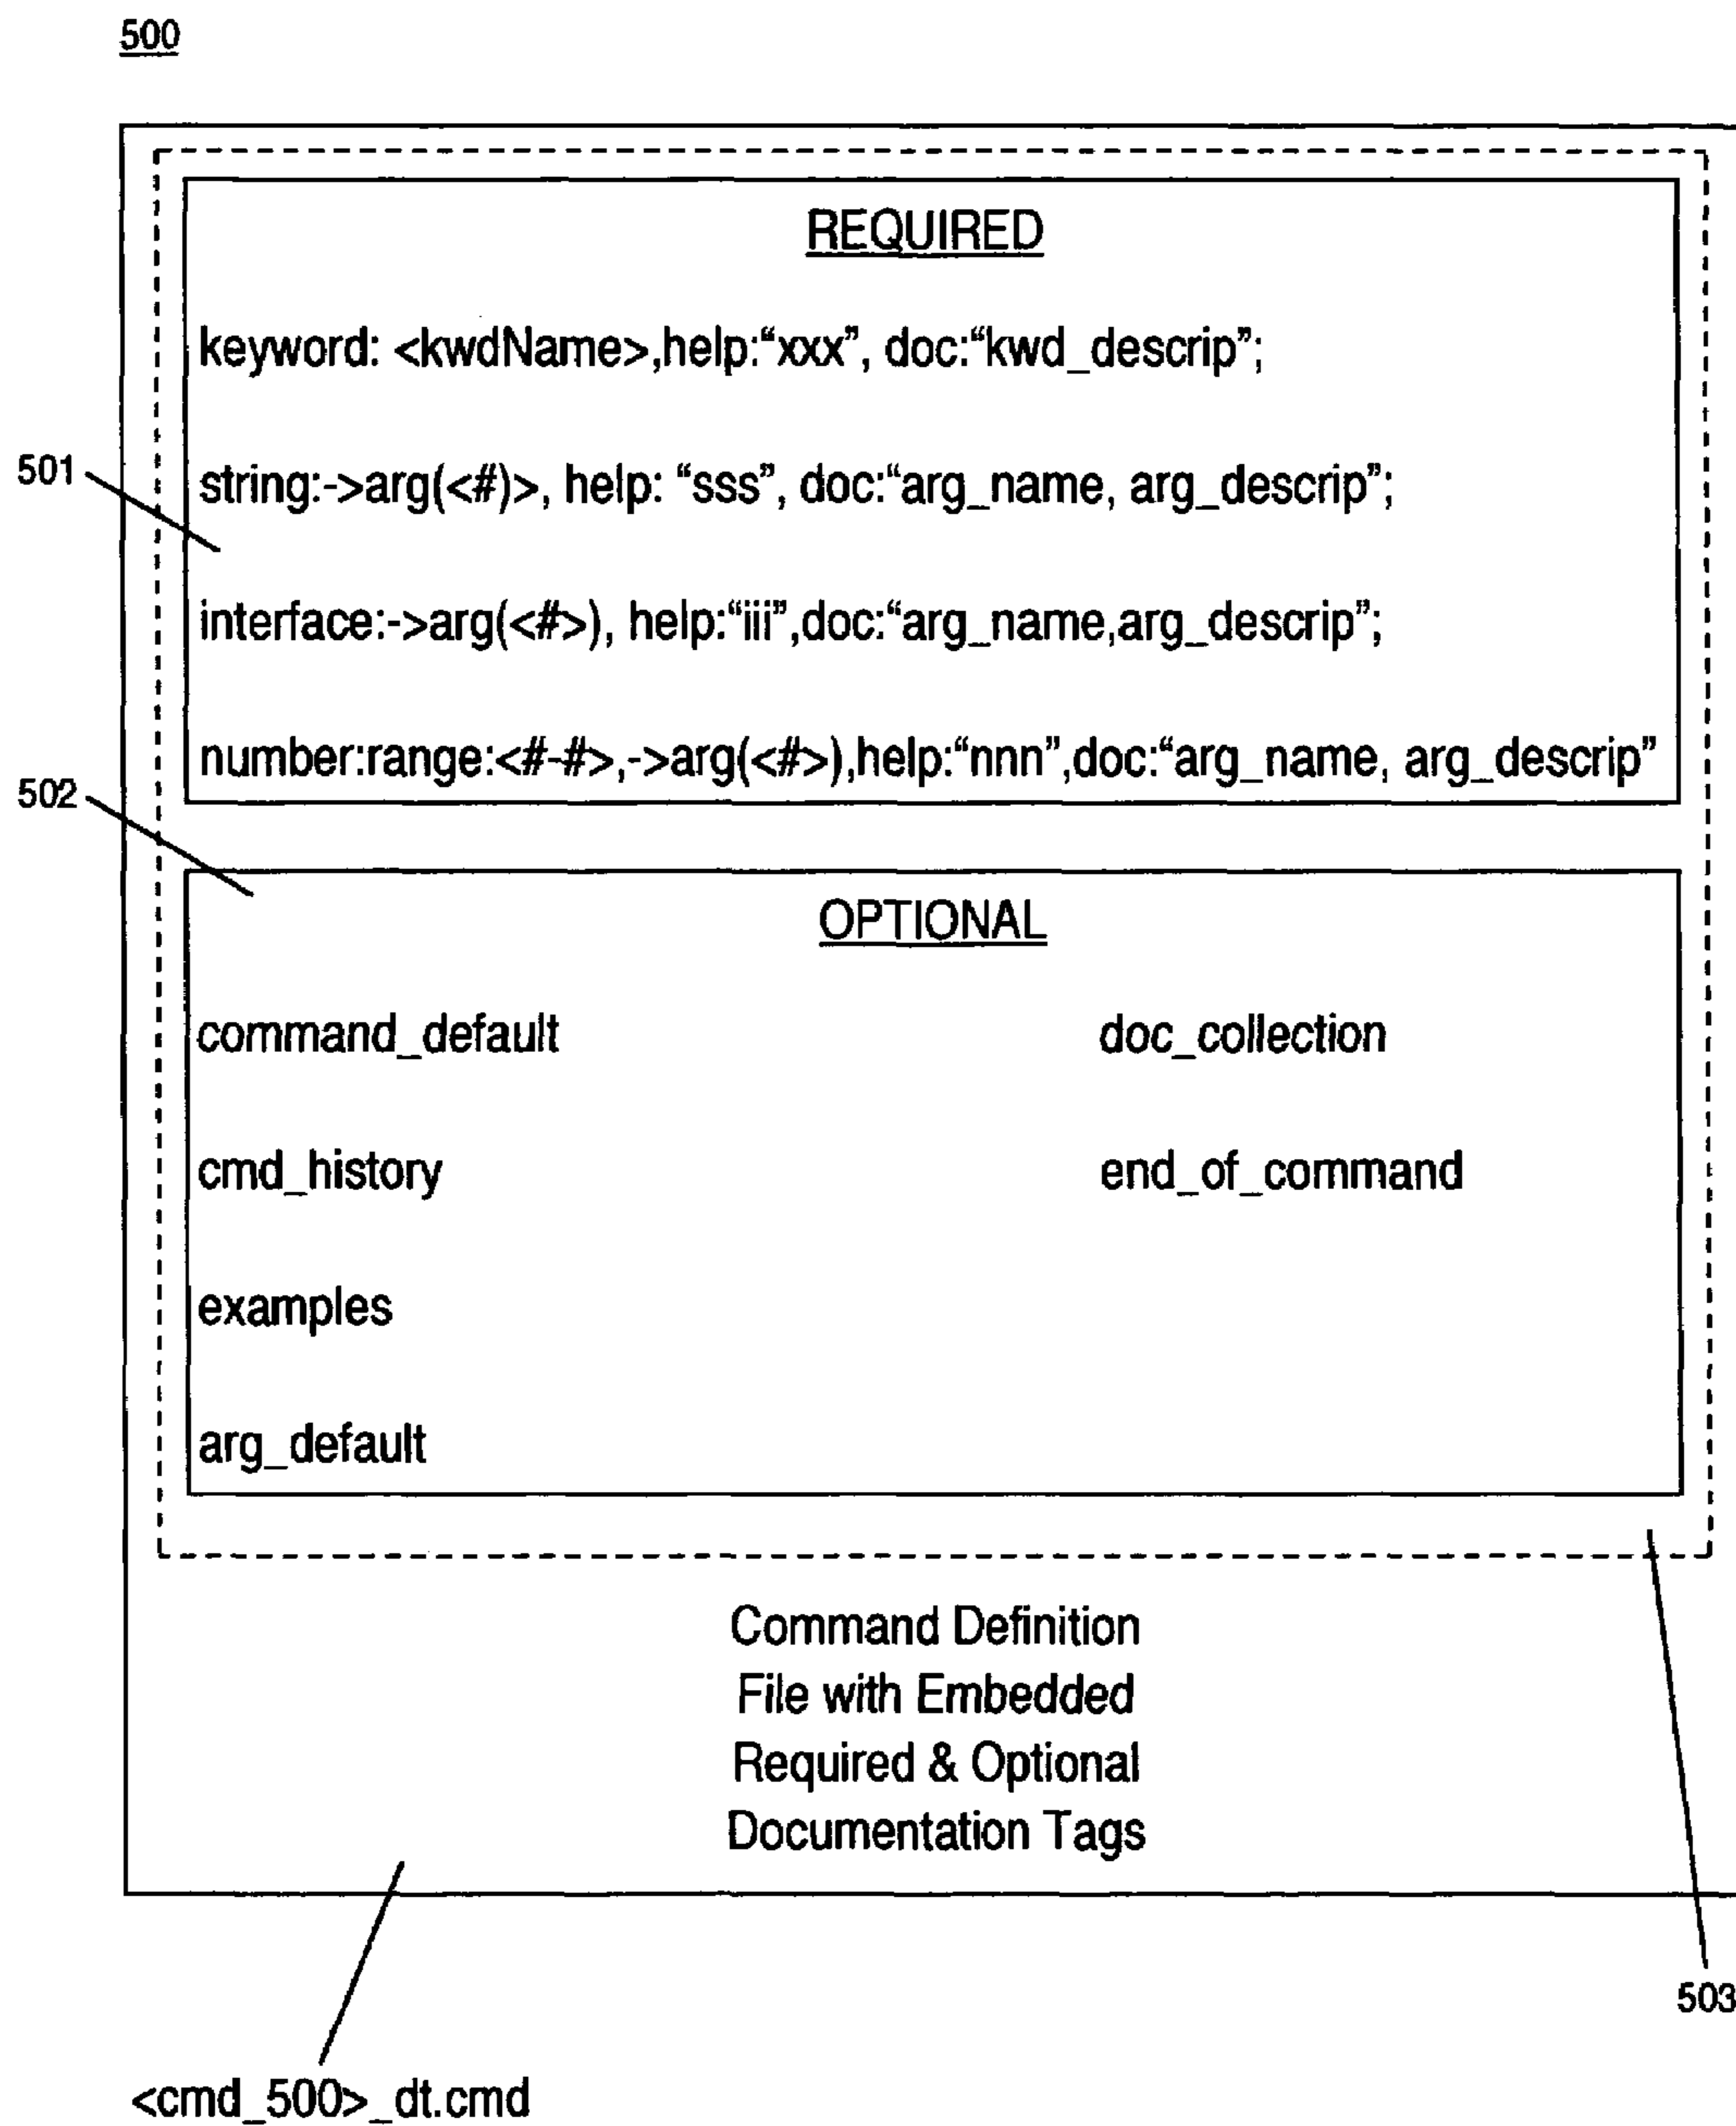 500
REQUIRED
keyword: <kwdName>,help:“xxx”, doc:“kwd_descrip”;
501
string:->arg(<#)>, help: “sss”, doc:“arg_name, arg_descrip”;
interface:->arg(<#>), help:“iii”,doc:“arg_name,arg_descrip”;
number:range:<#-#>,->arg(<#>),help:“nnn”,doc:“arg_name, arg_descrip”
502
OPTIONAL
command_default doc_collection
cmd_history end_of_command
examples
arg_default
Command Definition
File with Embedded
Required & Optional
Documentation Tags
503
<cmd_500>_dt.cmd